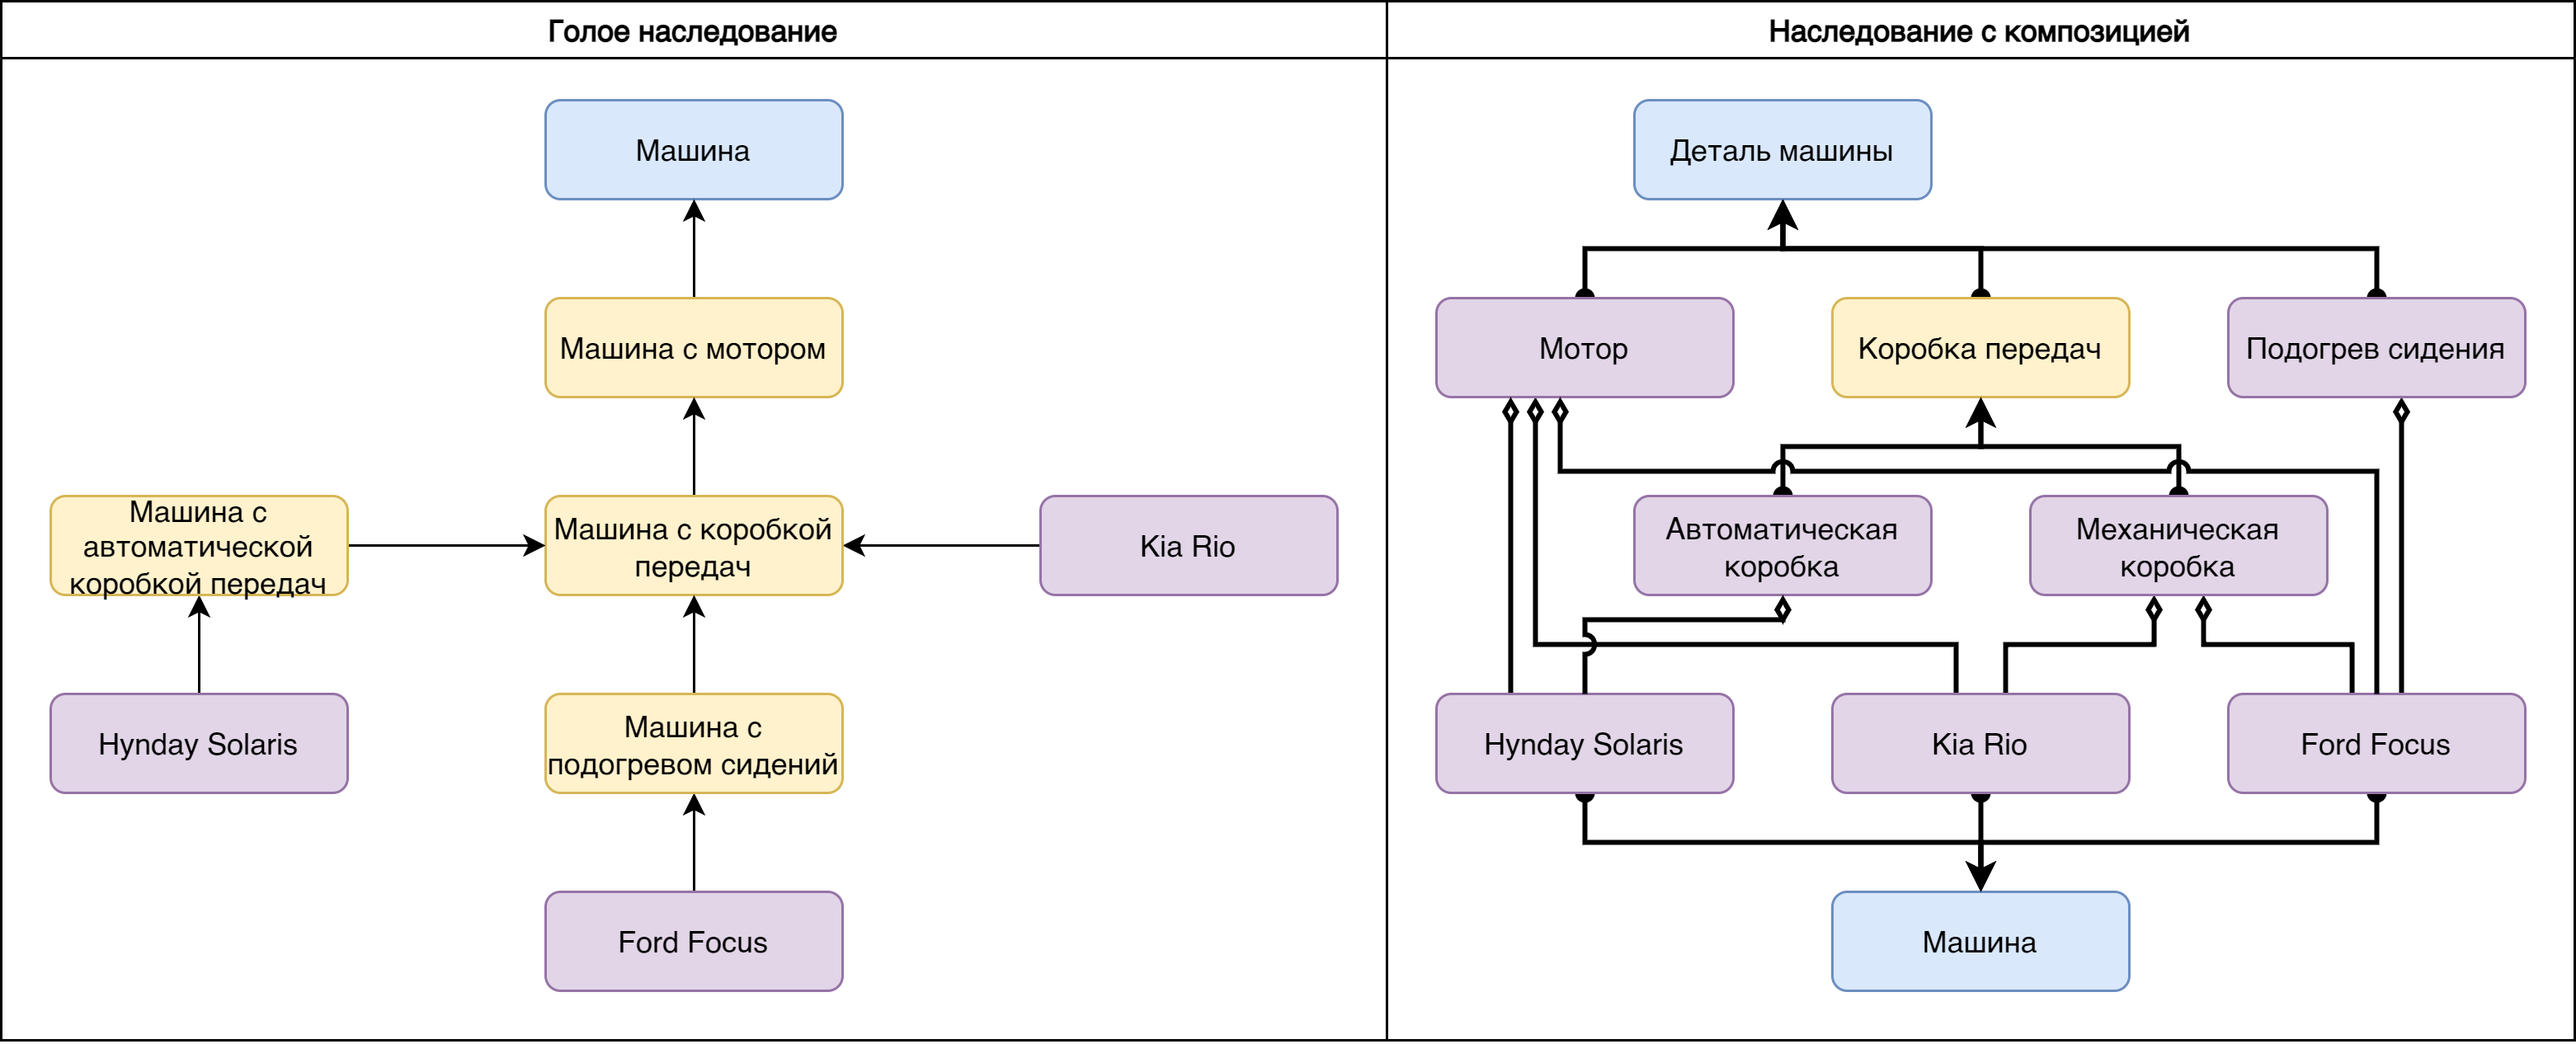 Голое наследование
Наследование с композицией
Машина
Машина с мотором
Машина с
автоматической
коробкой передач
Машина с коробкой
передач
Kia Rio
Hynday Solaris
Машина с
подогревом сидений
Ford Focus
Деталь машины
Мотор
Коробка передач
Подогрев сидения
Автоматическая
коробка
Механическая
коробка
Hynday Solaris
Kia Rio
Ford Focus
Машина